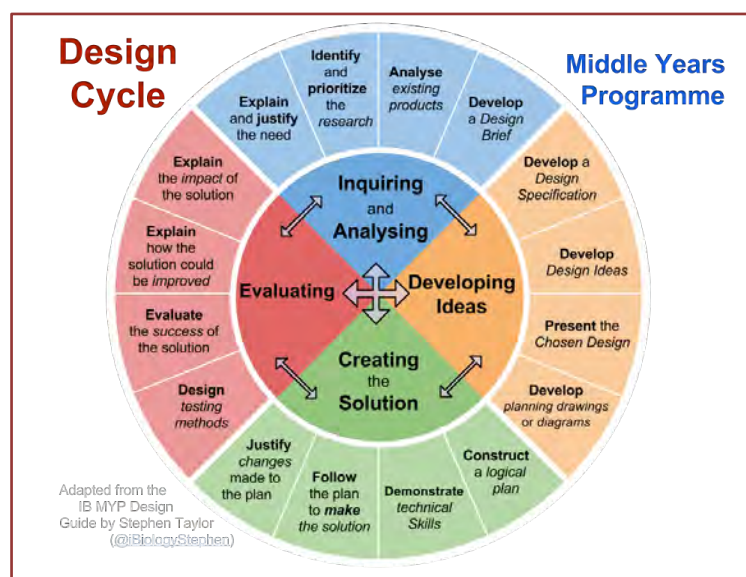 Design
Cycle
Middle Years
Programme
Explain
and justify
the need
Identify
and
prioritize
the
research
Analyse
existing
products
Develop
a Design
Brief
Develop a
Design
Specification
Develop
Design Ideas
Present the
Chosen Design
Develop
planning drawings
or diagrams
Construct
a logical
plan
Demonstrate
technical
Skills
Follow
the plan
to make
the solution
Justify
changes
made to
the plan
Design
testing
methods
Evaluate
the success of
the solution
Explain
how the
solution could
be improved
Explain
the impact of
the solution
Inquiring
and
Analysing
Developing
Ideas
Creating
the
Solution
Evaluating
Adapted from the
IB MYP Design
Guide by Stephen Taylor
(@iBiologyStephen)